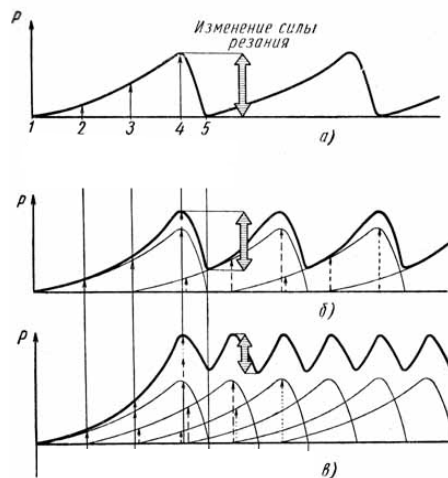 P
Изменение силы
резания
1 2 3 4 5
а)
P
б)
P
в)